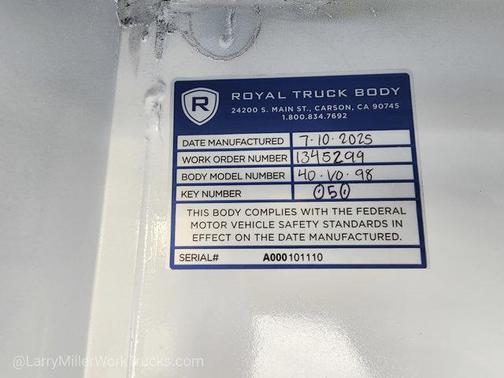 R
ROYAL TRUCK BODY
24200 S. MAIN ST., CARSON, CA 90745
1.800.834.7692
DATE MANUFACTURED 7-10-2025
WORK ORDER NUMBER 1345299
BODY MODEL NUMBER 40-VO-98
KEY NUMBER 050
THIS BODY COMPLIES WITH THE FEDERAL
MOTOR VEHICLE SAFETY STANDARDS IN
EFFECT ON THE DATE MANUFACTURED.
SERIAL# A000101110
@LarryMillerWorkTrucks.com